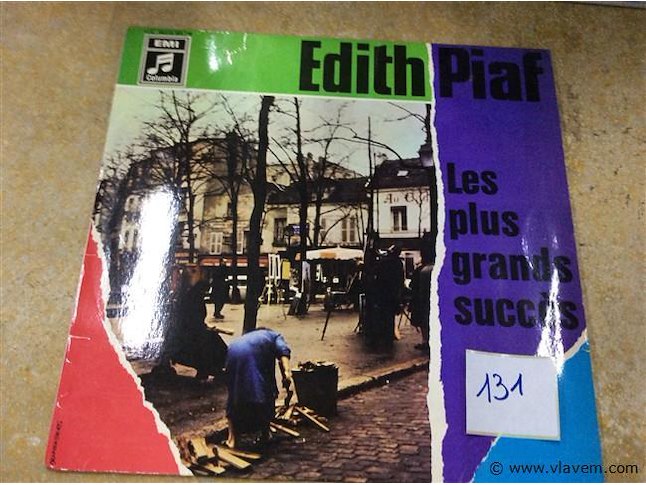 EMI
Columbia
Edith Piaf
Les
plus
grands
succès
131
© www.vlavem.com